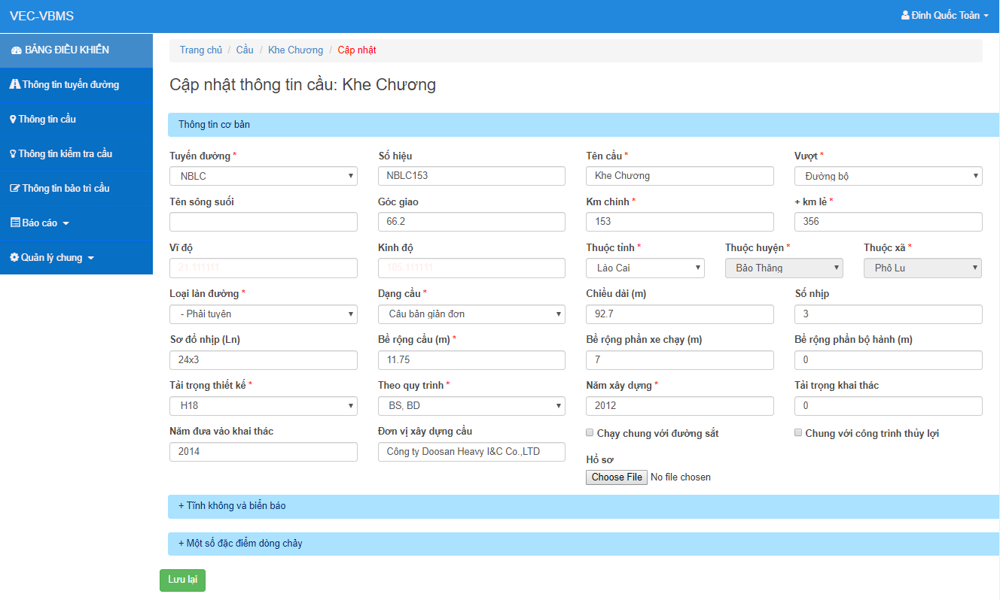 VEC-VBMS
Đinh Quốc Toàn
BẢNG ĐIỀU KHIỂN
Thông tin tuyến đường
Thông tin cầu
Thông tin kiểm tra cầu
Thông tin bảo trì cầu
Báo cáo
Quản lý chung
Trang chủ / Cầu / Khe Chương / Cập nhật
Cập nhật thông tin cầu: Khe Chương
Thông tin cơ bản
Tuyến đường * Số hiệu Tên cầu * Vượt *
NBLC NBLC153 Khe Chương Đường bộ
Tên sông suối Góc giao Km chính * + km lẻ *
66.2 153 356
Vĩ độ Kinh độ Thuộc tỉnh * Thuộc huyện * Thuộc xã *
21.111111 105.111111 Lào Cai Bảo Thắng Phố Lu
Loại làn đường * Dạng cầu * Chiều dài (m) Số nhịp
- Phải tuyến Cầu bản giản đơn 92.7 3
Sơ đồ nhịp (Ln) Bề rộng cầu (m) * Bề rộng phần xe chạy (m) Bề rộng phần bộ hành (m)
24x3 11.75 7 0
Tải trọng thiết kế * Theo quy trình * Năm xây dựng * Tải trọng khai thác
H18 BS, BD 2012 0
Năm đưa vào khai thác Đơn vị xây dựng cầu Chạy chung với đường sắt Chung với công trình thủy lợi
2014 Công ty Doosan Heavy I&C Co.,LTD
Hồ sơ
Choose File No file chosen
+ Tĩnh không và biển báo
+ Một số đặc điểm dòng chảy
Lưu lại